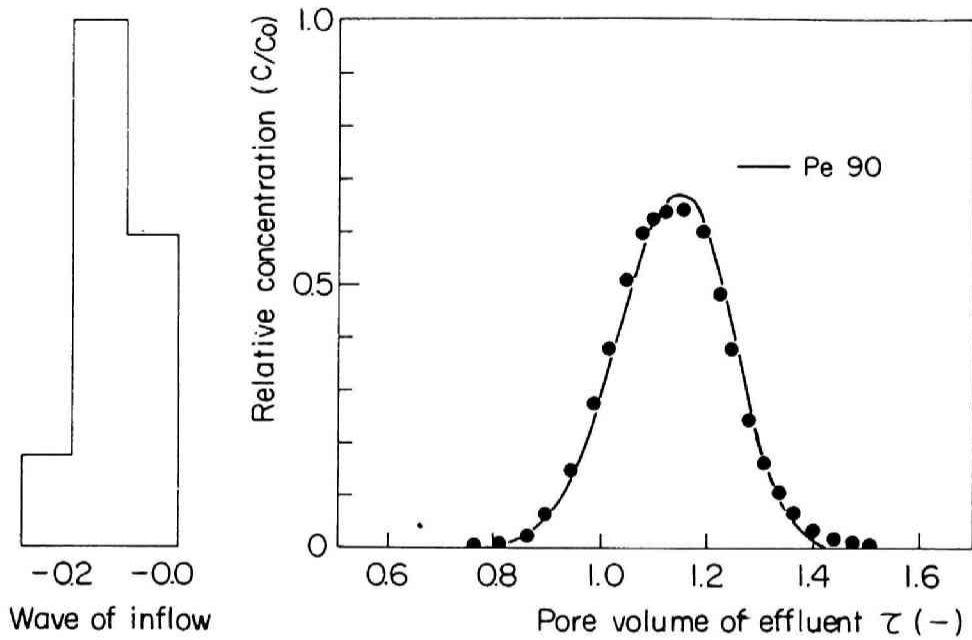 1.0
Relative concentration (C/Co)
Pe 90
0.5
0
-0.2 -0.0
0.6 0.8 1.0 1.2 1.4 1.6
Wave of inflow
Pore volume of effluent τ (-)